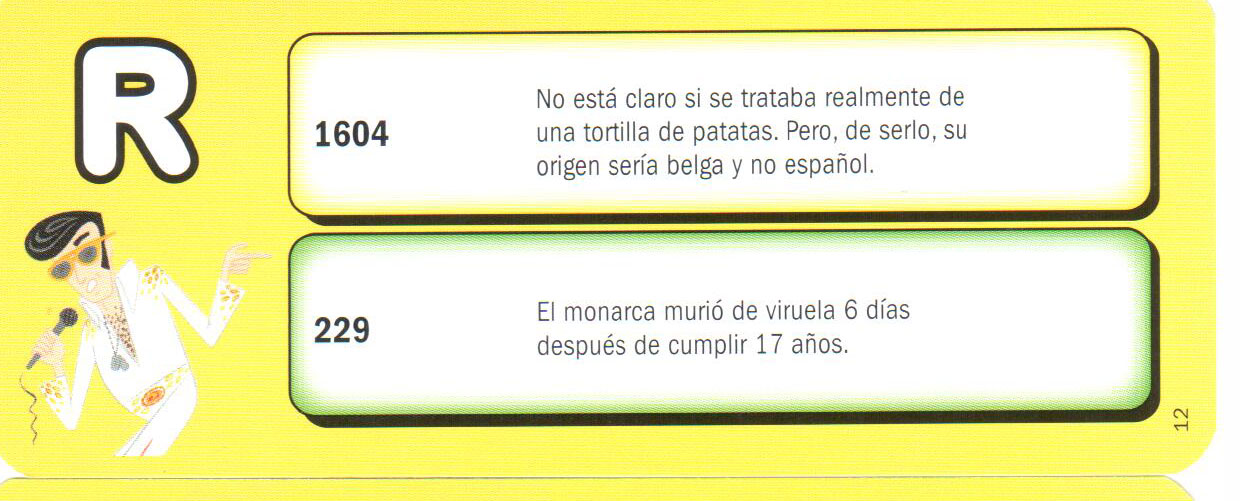 R
1604
No está claro si se trataba realmente de
una tortilla de patatas. Pero, de serlo, su
origen sería belga y no español.
229
El monarca murió de viruela 6 días
después de cumplir 17 años.
12